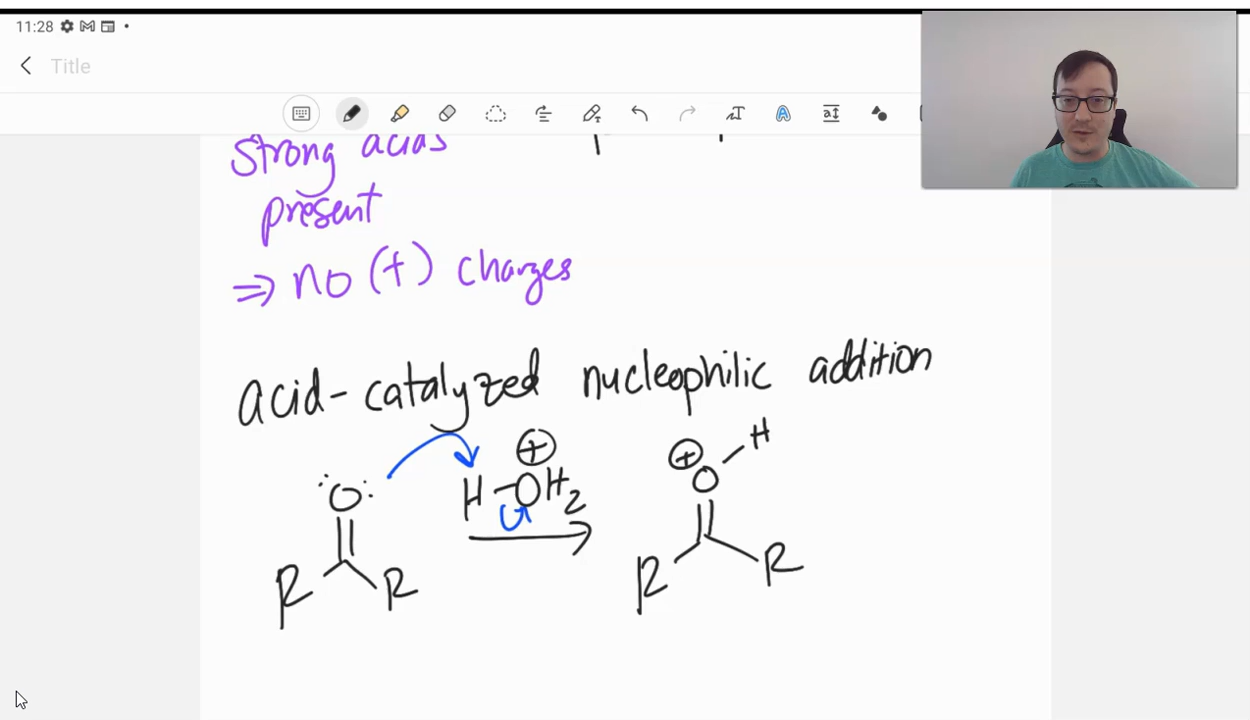 11:28
Title
strong acids
present
⇒ no (+) charges
acid-catalyzed nucleophilic addition
⊕ ⊕ H
:O: H-OH2 O
R R R R